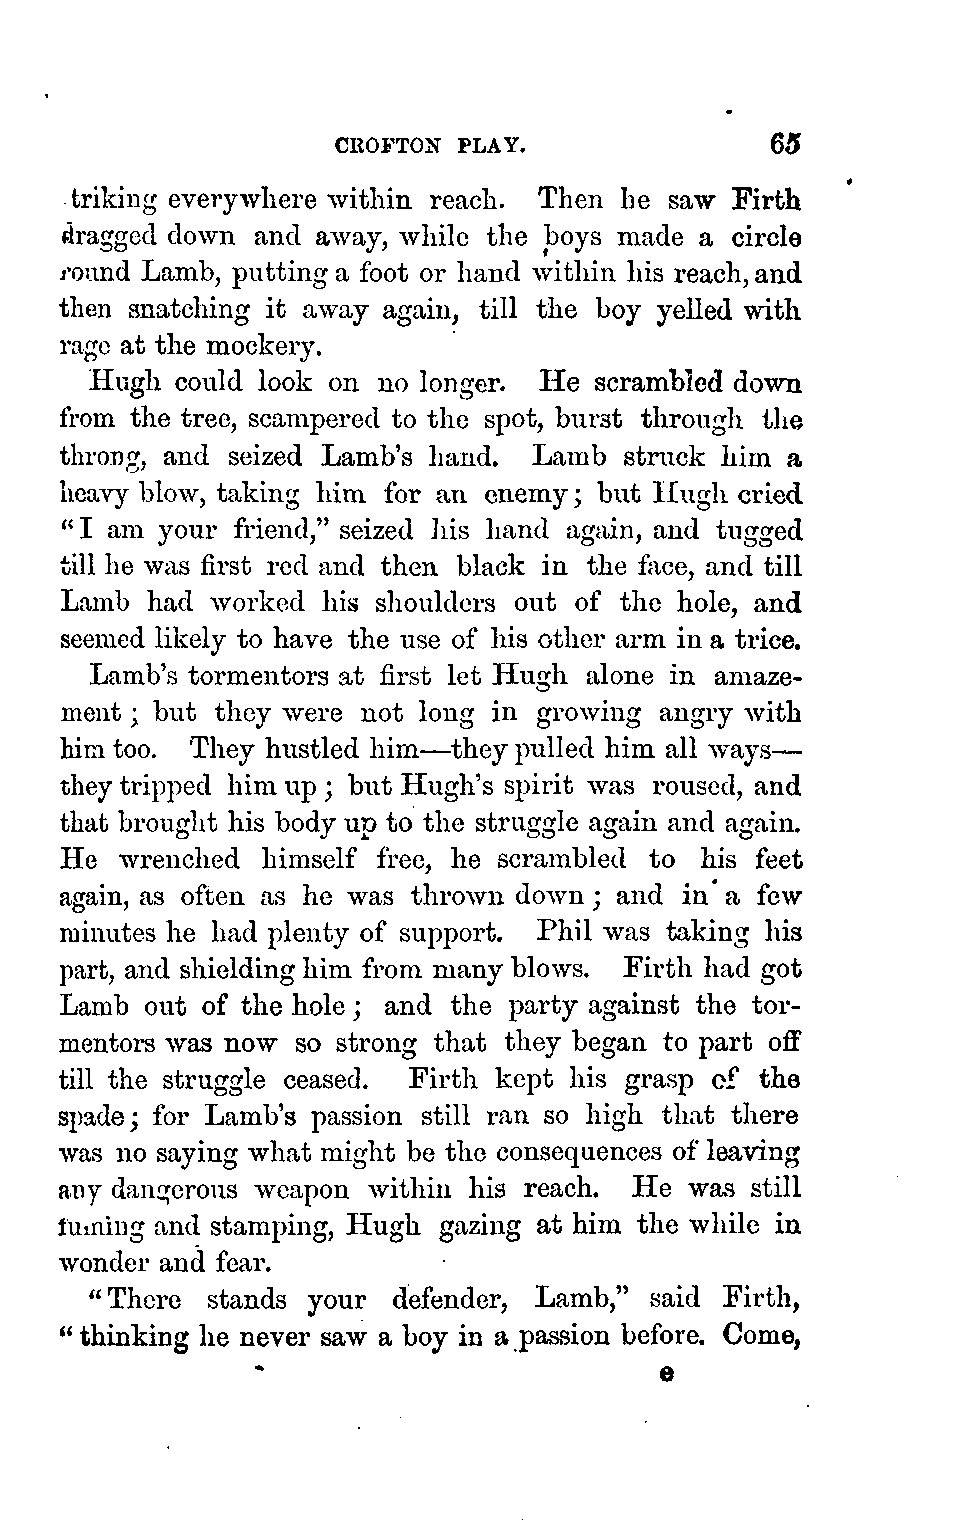 CROFTON PLAY. 65
triking everywhere within reach. Then he saw Firth
dragged down and away, while the boys made a circle
round Lamb, putting a foot or hand within his reach, and
then snatching it away again, till the boy yelled with
rage at the mockery.
Hugh could look on no longer. He scrambled down
from the tree, scampered to the spot, burst through the
throng, and seized Lamb's hand. Lamb struck him a
heavy blow, taking him for an enemy; but Hugh cried
"I am your friend," seized his hand again, and tugged
till he was first red and then black in the face, and till
Lamb had worked his shoulders out of the hole, and
seemed likely to have the use of his other arm in a trice.
Lamb's tormentors at first let Hugh alone in amaze-
ment; but they were not long in growing angry with
him too. They hustled him—they pulled him all ways—
they tripped him up; but Hugh's spirit was roused, and
that brought his body up to the struggle again and again.
He wrenched himself free, he scrambled to his feet
again, as often as he was thrown down; and in a few
minutes he had plenty of support. Phil was taking his
part, and shielding him from many blows. Firth had got
Lamb out of the hole; and the party against the tor-
mentors was now so strong that they began to part off
till the struggle ceased. Firth kept his grasp of the
spade; for Lamb's passion still ran so high that there
was no saying what might be the consequences of leaving
any dangerous weapon within his reach. He was still
fuming and stamping, Hugh gazing at him the while in
wonder and fear.
"There stands your defender, Lamb," said Firth,
"thinking he never saw a boy in a passion before. Come,
e